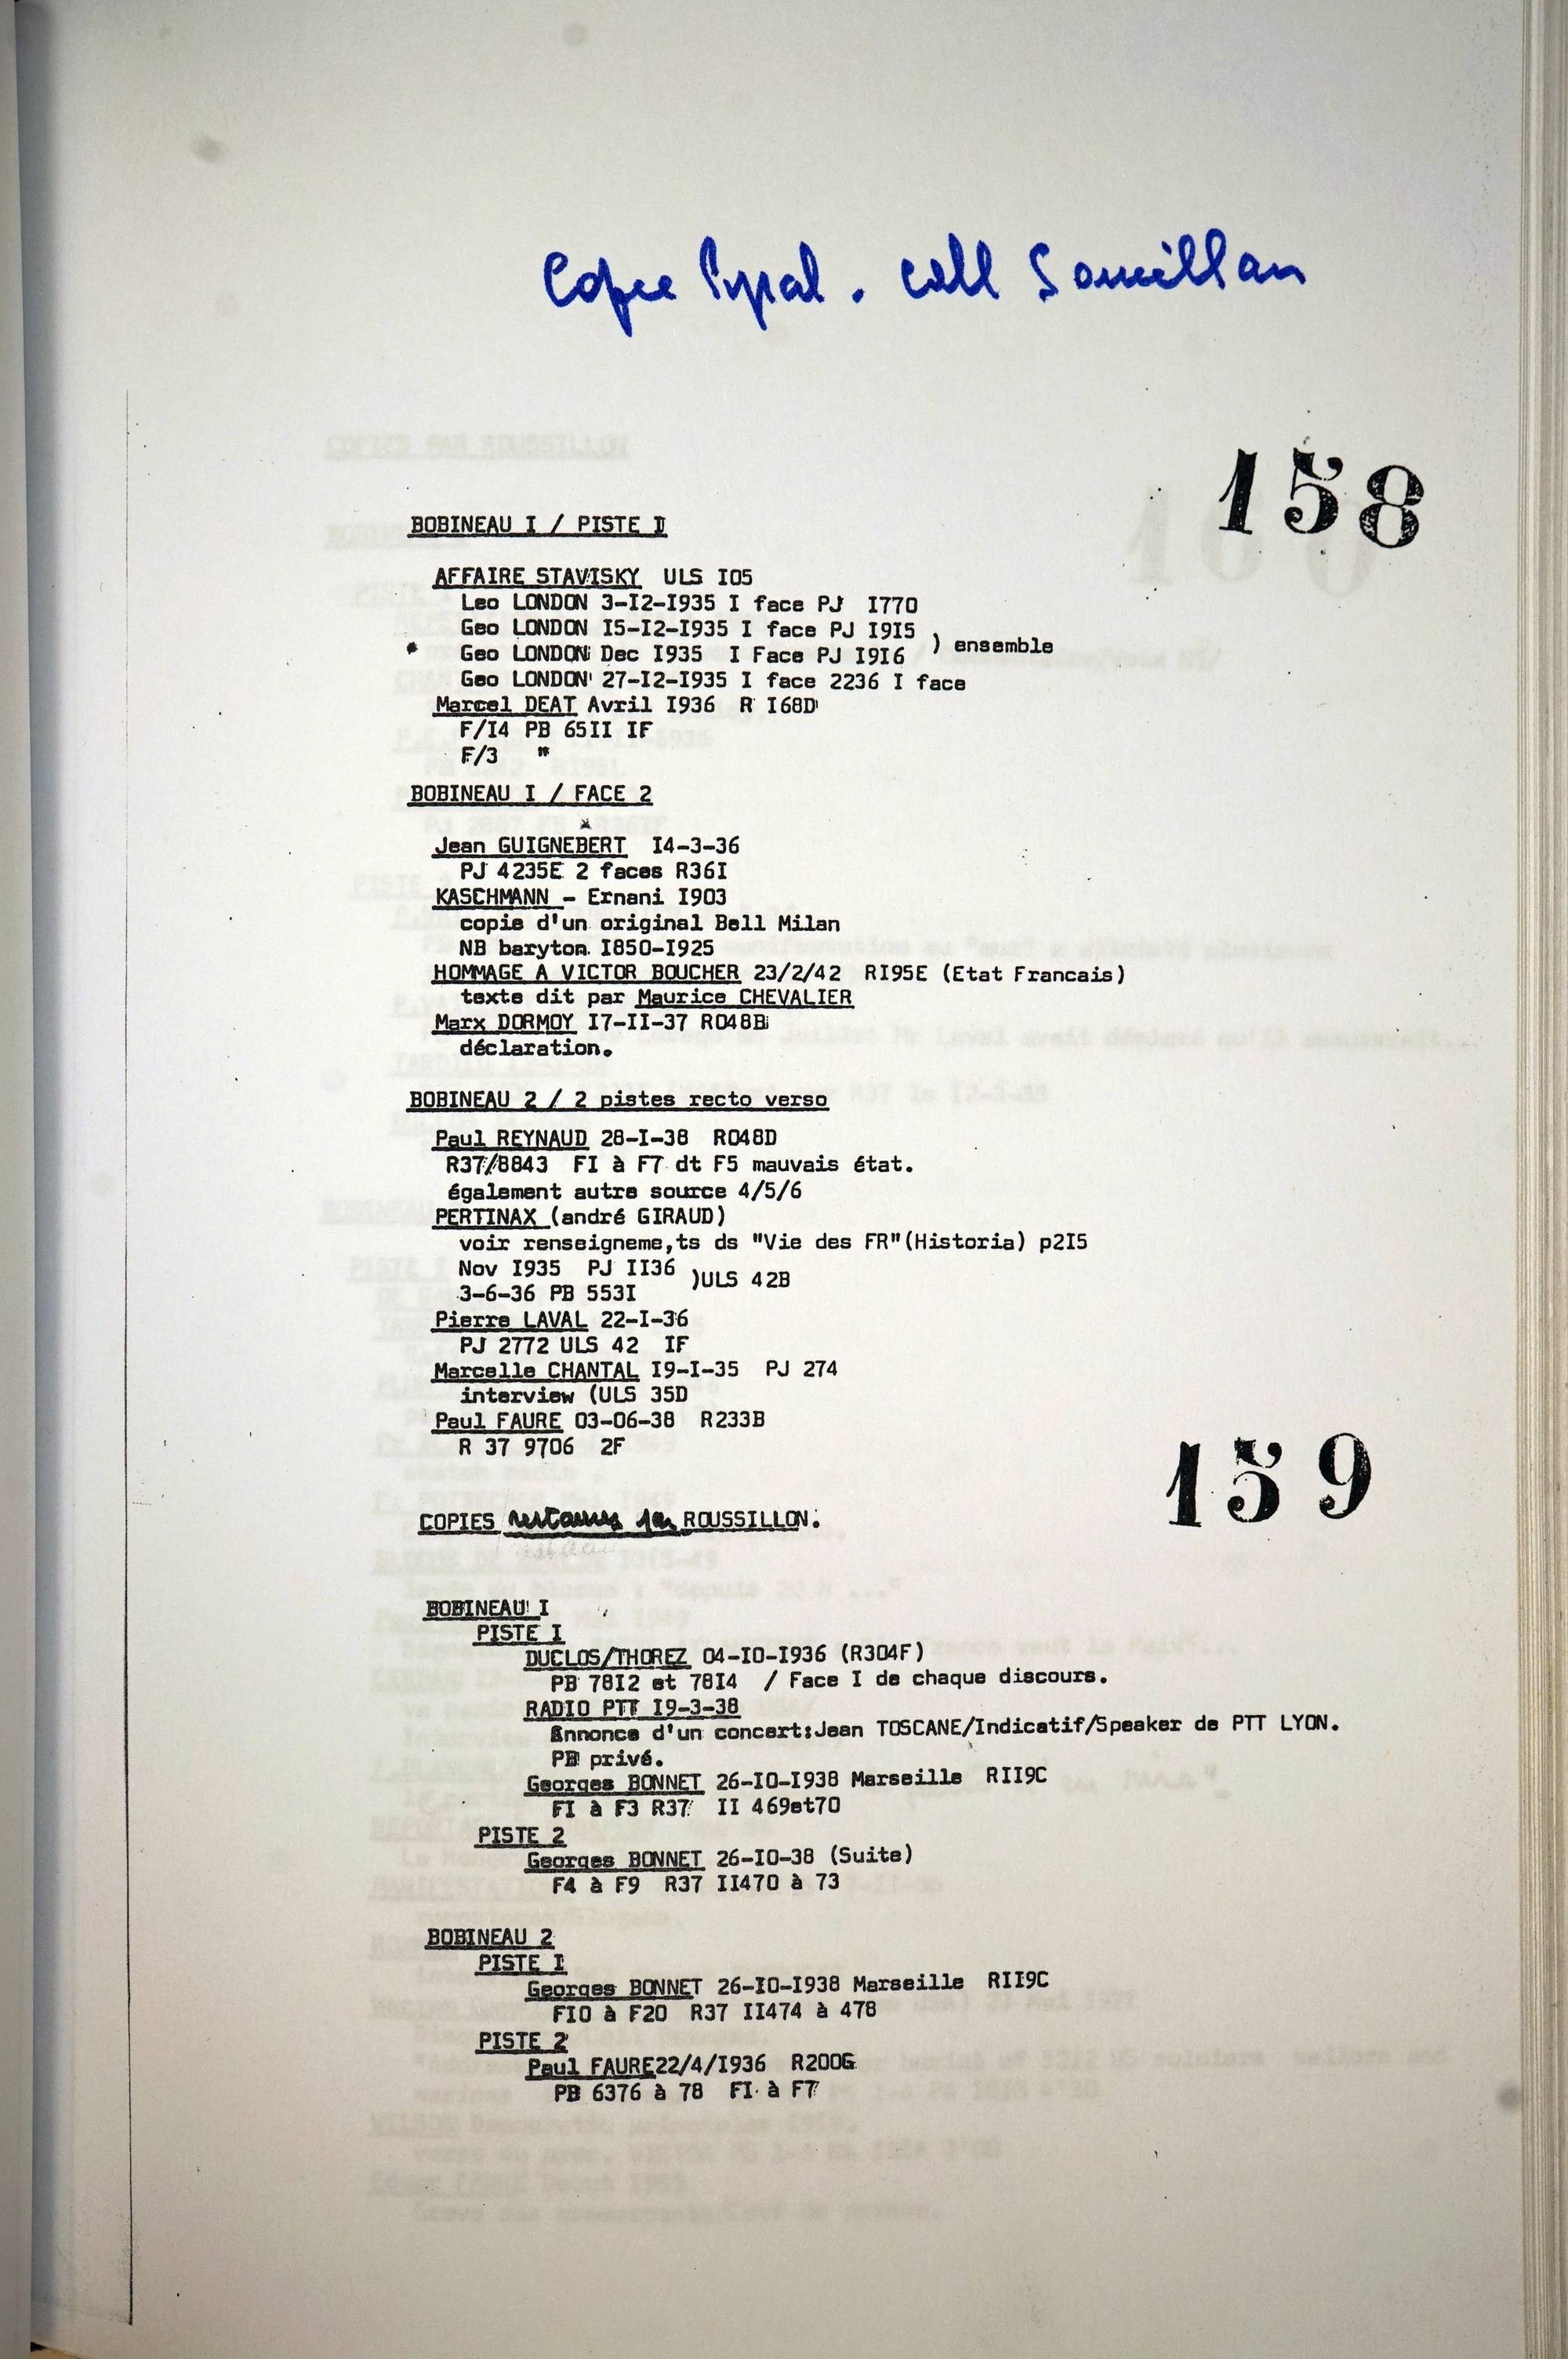 Copie Pyral. Coll Souillan
158
BOBINEAU I / PISTE I
AFFAIRE STAVISKY ULS I05
Leo LONDON 3-I2-I935 I face PJ I770
Geo LONDON I5-I2-I935 I face PJ I9I5
) ensemble
Geo LONDON Dec I935 I Face PJ I9I6
Geo LONDON 27-I2-I935 I face 2236 I face
Marcel DEAT Avril I936 R I68D
F/I4 PB 65II IF
F/3 "
BOBINEAU I / FACE 2
Jean GUIGNEBERT I4-3-36
PJ 4235E 2 faces R36I
KASCHMANN - Ernani I903
copie d'un original Bell Milan
NB baryton I850-I925
HOMMAGE A VICTOR BOUCHER 23/2/42 RI95E (Etat Francais)
texte dit par Maurice CHEVALIER
Marx DORMOY I7-II-37 R048B
déclaration.
BOBINEAU 2 / 2 pistes recto verso
Paul REYNAUD 28-I-38 R048D
R37/8843 FI à F7 dt F5 mauvais état.
également autre source 4/5/6
PERTINAX (andré GIRAUD)
voir renseigneme,ts ds "Vie des FR"(Historia) p2I5
Nov I935 PJ II36
)ULS 42B
3-6-36 PB 553I
Pierre LAVAL 22-I-36
PJ 2772 ULS 42 IF
Marcelle CHANTAL I9-I-35 PJ 274
interview (ULS 35D
Paul FAURE 03-06-38 R233B
R 37 9706 2F
159
COPIES par ROUSSILLON.
BOBINEAU I
PISTE I
DUCLOS/THOREZ 04-IO-I936 (R304F)
PB 78I2 et 78I4 / Face I de chaque discours.
RADIO PTT I9-3-38
Annonce d'un concert:Jean TOSCANE/Indicatif/Speaker de PTT LYON.
PB privé.
Georges BONNET 26-IO-I938 Marseille RII9C
FI à F3 R37 II 469et70
PISTE 2
Georges BONNET 26-IO-38 (Suite)
F4 à F9 R37 II470 à 73
BOBINEAU 2
PISTE I
Georges BONNET 26-IO-I938 Marseille RII9C
FIO à F20 R37 II474 à 478
PISTE 2
Paul FAURE22/4/I936 R200G
PB 6376 à 78 FI à F7